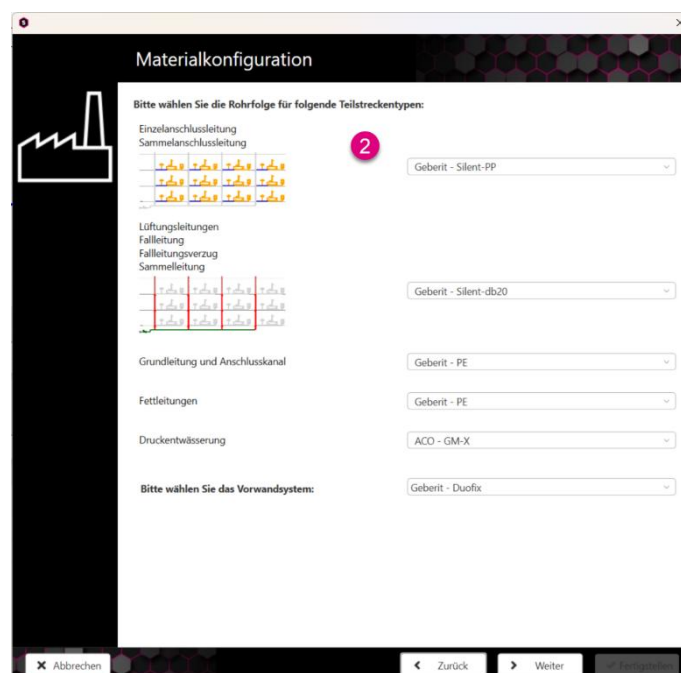 Materialkonfiguration
Bitte wählen Sie die Rohrfolge für folgende Teilstreckentypen:
Einzelanschlussleitung
Sammelanschlussleitung
2
Geberit - Silent-PP
Lüftungsleitungen
Fallleitung
Fallleitungsverzug
Sammelleitung
Geberit - Silent-db20
Grundleitung und Anschlusskanal
Geberit - PE
Fettleitungen
Geberit - PE
Druckentwässerung
ACO - GM-X
Bitte wählen Sie das Vorwandsystem:
Geberit - Duofix
Abbrechen
Zurück
Weiter
Fertigstellen